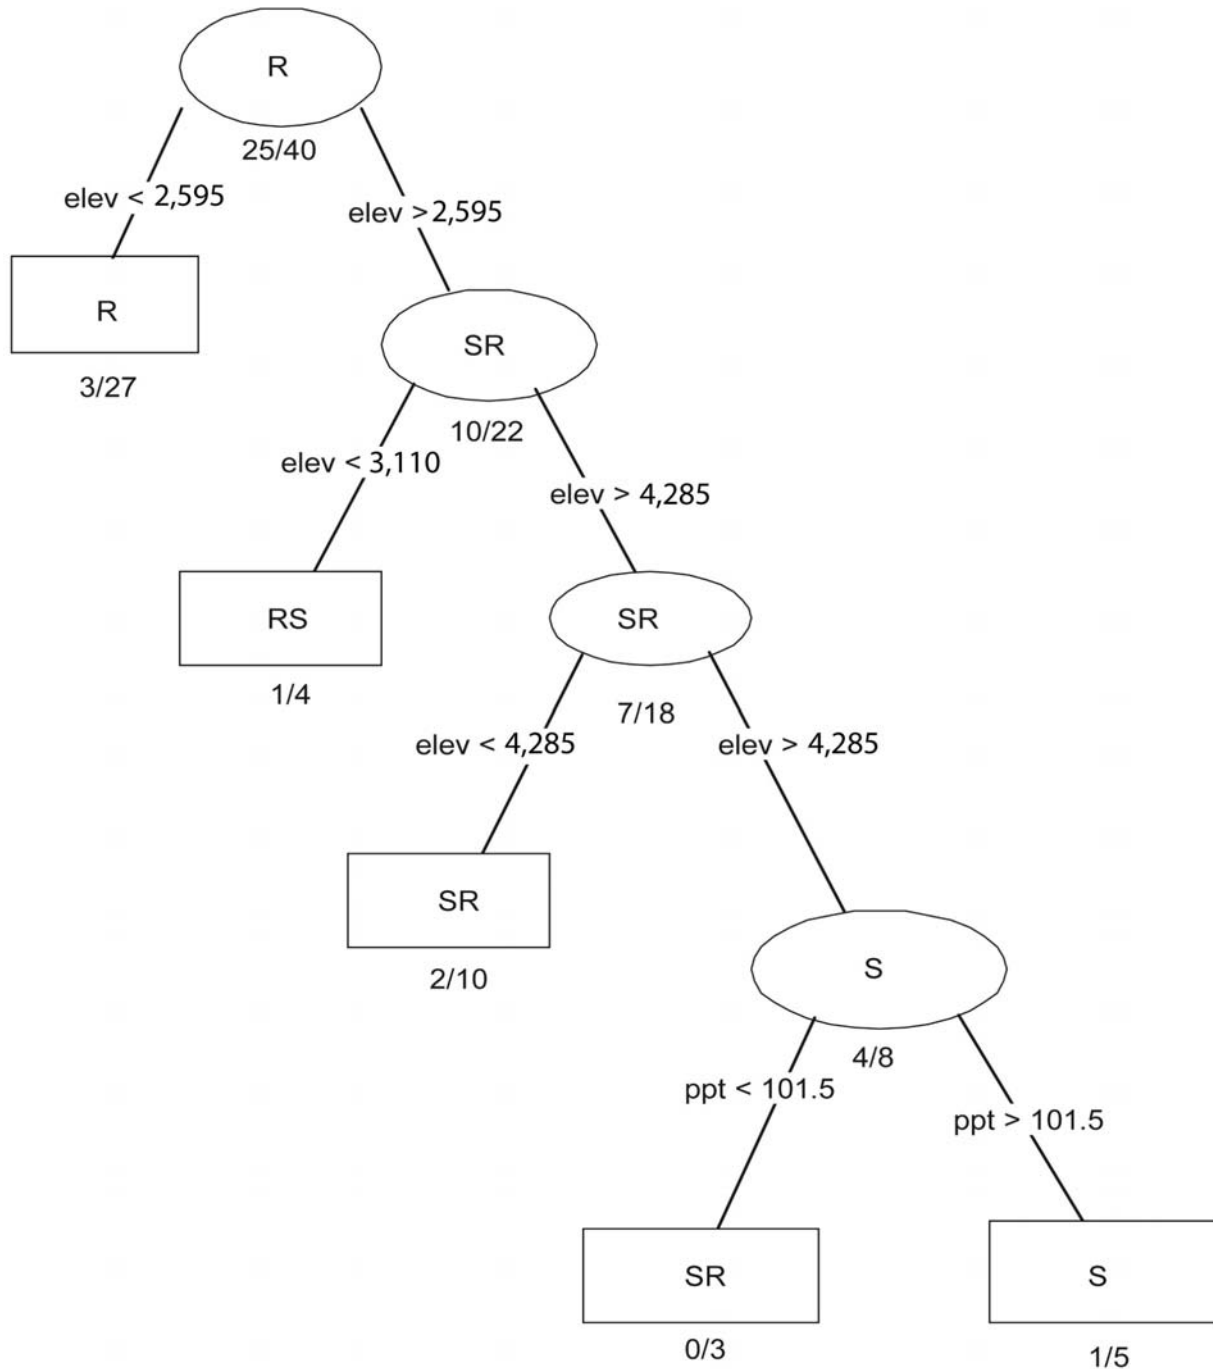 R
25/40
elev < 2,595
elev > 2,595
R
3/27
SR
10/22
elev < 3,110
elev > 4,285
RS
1/4
SR
7/18
elev < 4,285
elev > 4,285
SR
2/10
S
4/8
ppt < 101.5
ppt > 101.5
SR
0/3
S
1/5